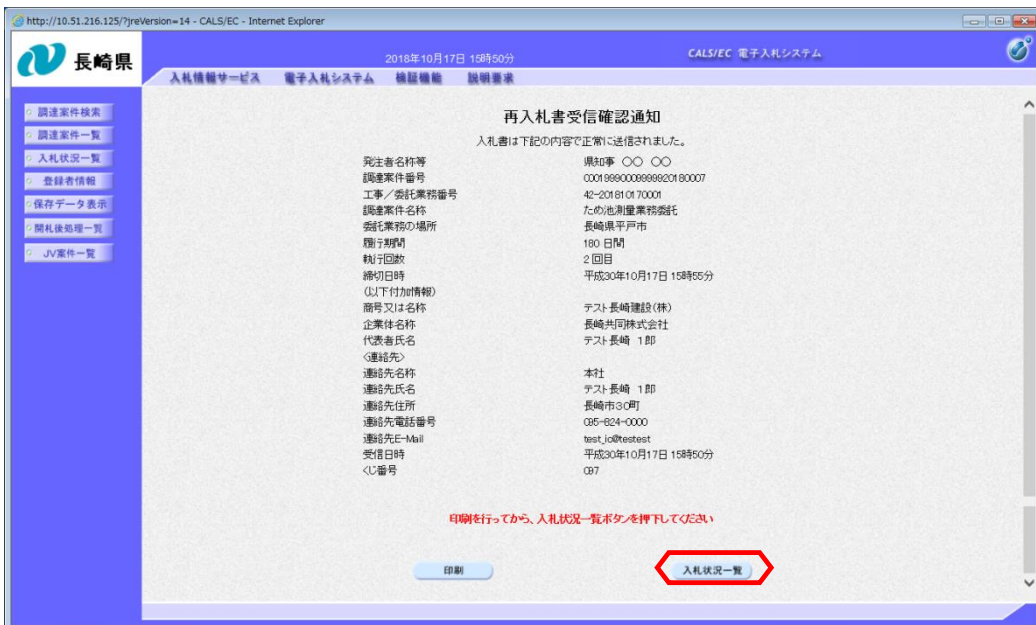 http://10.51.216.125/?jreVersion=14 - CALS/EC - Internet Explorer
長崎県
2018年10月17日 15時50分
CALS/EC 電子入札システム
入札情報サービス 電子入札システム 検証機能 説明要求
調達案件検索
調達案件一覧
入札状況一覧
登録者情報
保存データ表示
開札後処理一覧
JV案件一覧
再入札書受信確認通知
入札書は下記の内容で正常に送信されました。
発注者名称等 県知事 〇〇 〇〇
調達案件番号
工事／委託業務番号 42-201810170001
調達案件名称 ため池測量業務委託
委託業務の場所 長崎県平戸市
履行期間 180 日間
執行回数 2 回目
締切日時 平成30年10月17日 15時55分
(以下付加情報)
商号又は名称 テスト長崎建設(株)
企業体名称 長崎共同株式会社
代表者氏名 テスト長崎 1郎
〈連絡先〉
連絡先名称 本社
連絡先氏名 テスト長崎 1郎
連絡先住所 長崎市３〇町
連絡先電話番号 095-824-0000
連絡先E-Mail test_ic@testest
受信日時 平成30年10月17日 15時50分
くじ番号 097
印刷を行ってから、入札状況一覧ボタンを押下してください
印刷
入札状況一覧